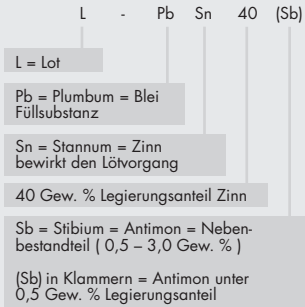 L - Pb Sn 40 (Sb)
L = Lot
Pb = Plumbum = Blei
Füllsubstanz
Sn = Stannum = Zinn
bewirkt den Lötvorgang
40 Gew. % Legierungsanteil Zinn
Sb = Stibium = Antimon = Neben-
bestandteil ( 0,5 – 3,0 Gew. % )
(Sb) in Klammern = Antimon unter
0,5 Gew. % Legierungsanteil